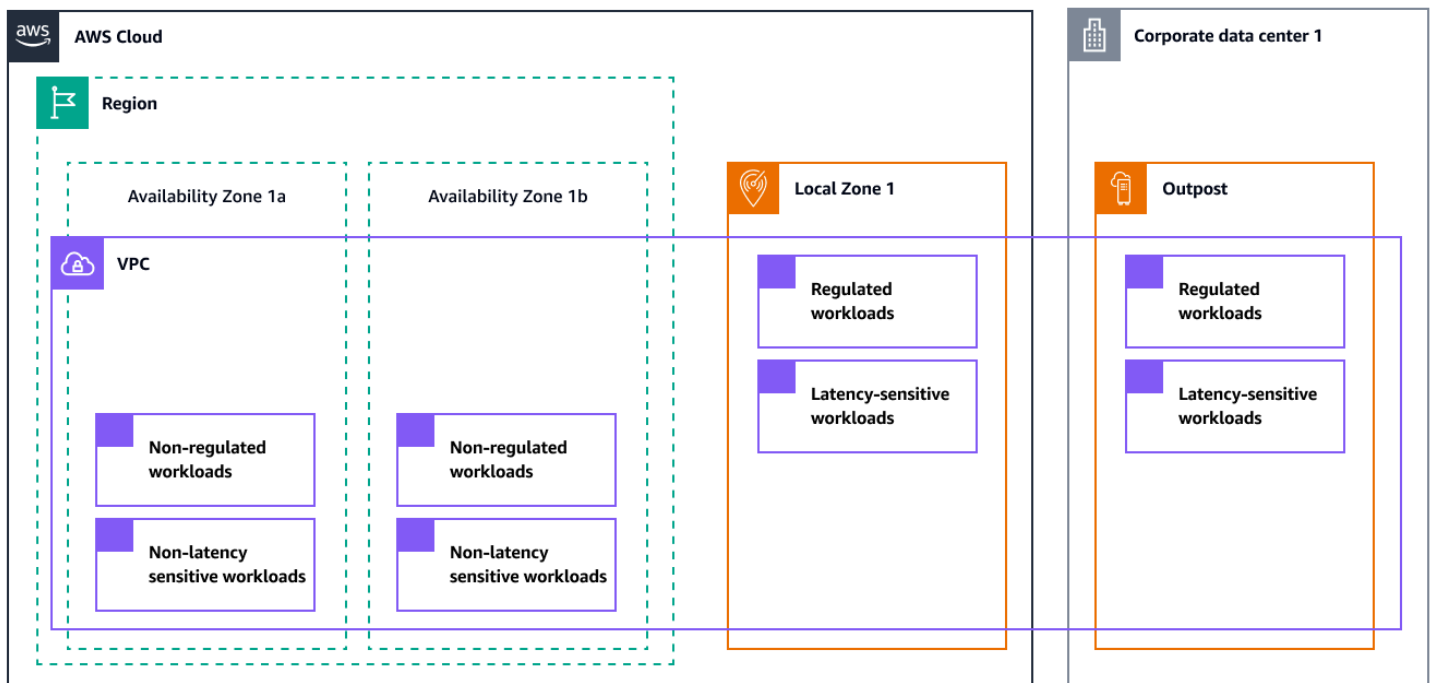 aws
AWS Cloud
Corporate data center 1
Region
Availability Zone 1a
Availability Zone 1b
Local Zone 1
Outpost
VPC
Regulated
workloads
Regulated
workloads
Latency-sensitive
workloads
Latency-sensitive
workloads
Non-regulated
workloads
Non-regulated
workloads
Non-latency
sensitive workloads
Non-latency
sensitive workloads